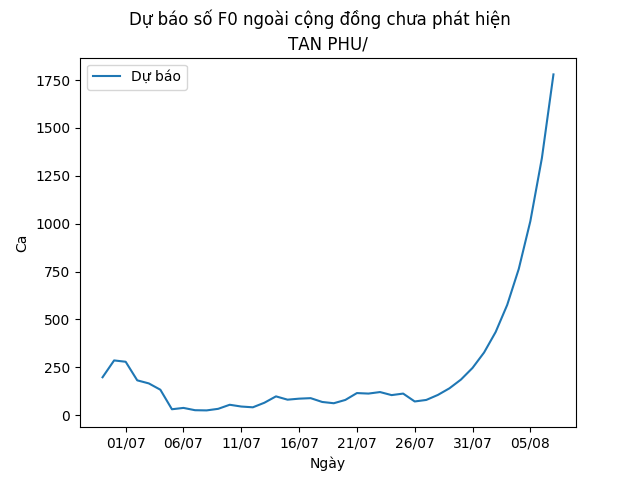 Dự báo số F0 ngoài cộng đồng chưa phát hiện
TAN PHU/
Dự báo
1750
1500
1250
1000
750
500
250
0
Ca
01/07 06/07 11/07 16/07 21/07 26/07 31/07 05/08
Ngày